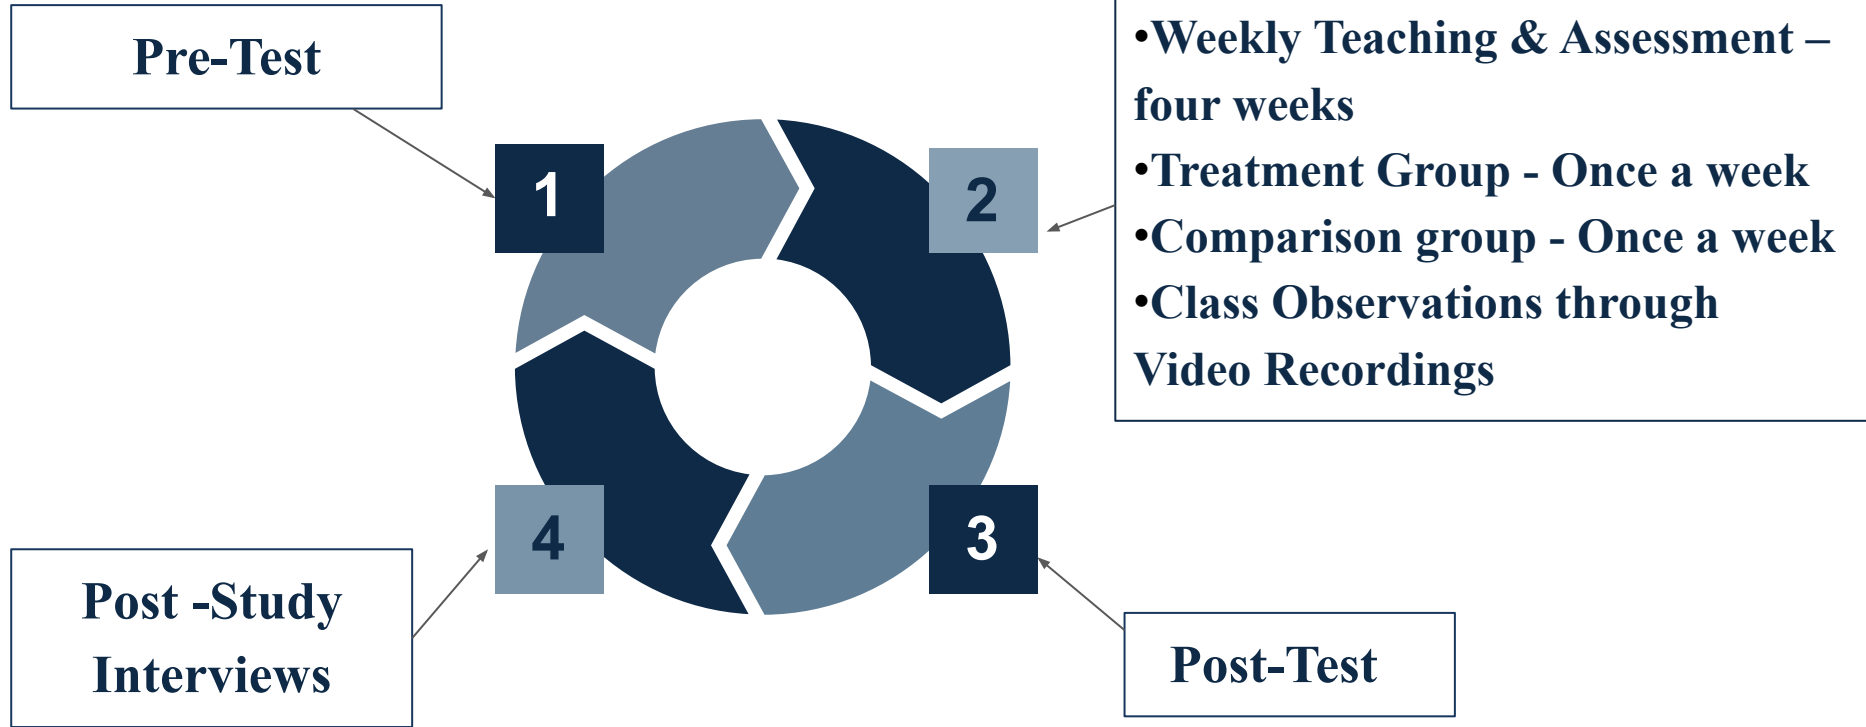 Pre-Test
1
2
•Weekly Teaching & Assessment –
four weeks
•Treatment Group - Once a week
•Comparison group - Once a week
•Class Observations through
Video Recordings
4
3
Post -Study
Interviews
Post-Test